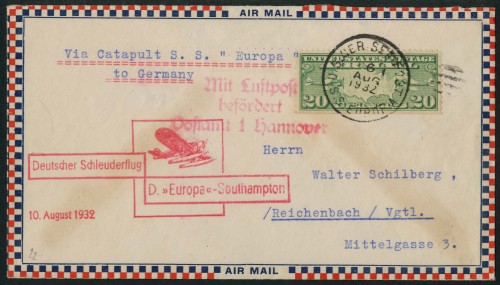 AIR MAIL
Via Catapult S. S. " Europa "
to Germany
20 20
AUG
1932
Mit Luftpost
befördert
Postamt 1 Hannover
Deutscher Schleuderflug
D. »Europa«-Southampton
10. August 1932
Herrn
Walter Schilberg,
/Reichenbach / Vgtl.
Mittelgasse 3.
AIR MAIL